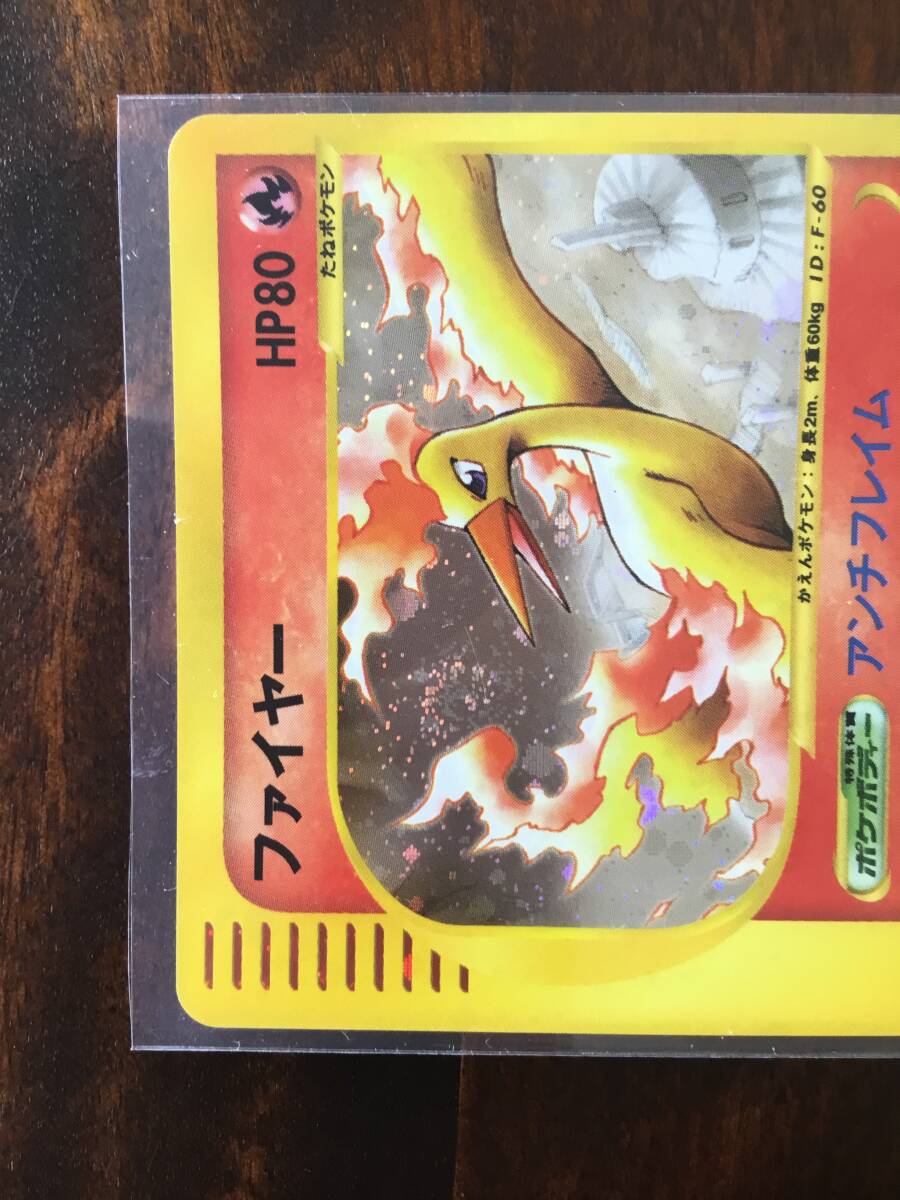 たねポケモン
ファイヤー HP80
かえんポケモン：身長2m、体重60kg ID:F-60
特殊体質
ポケボディー アンチフレイム